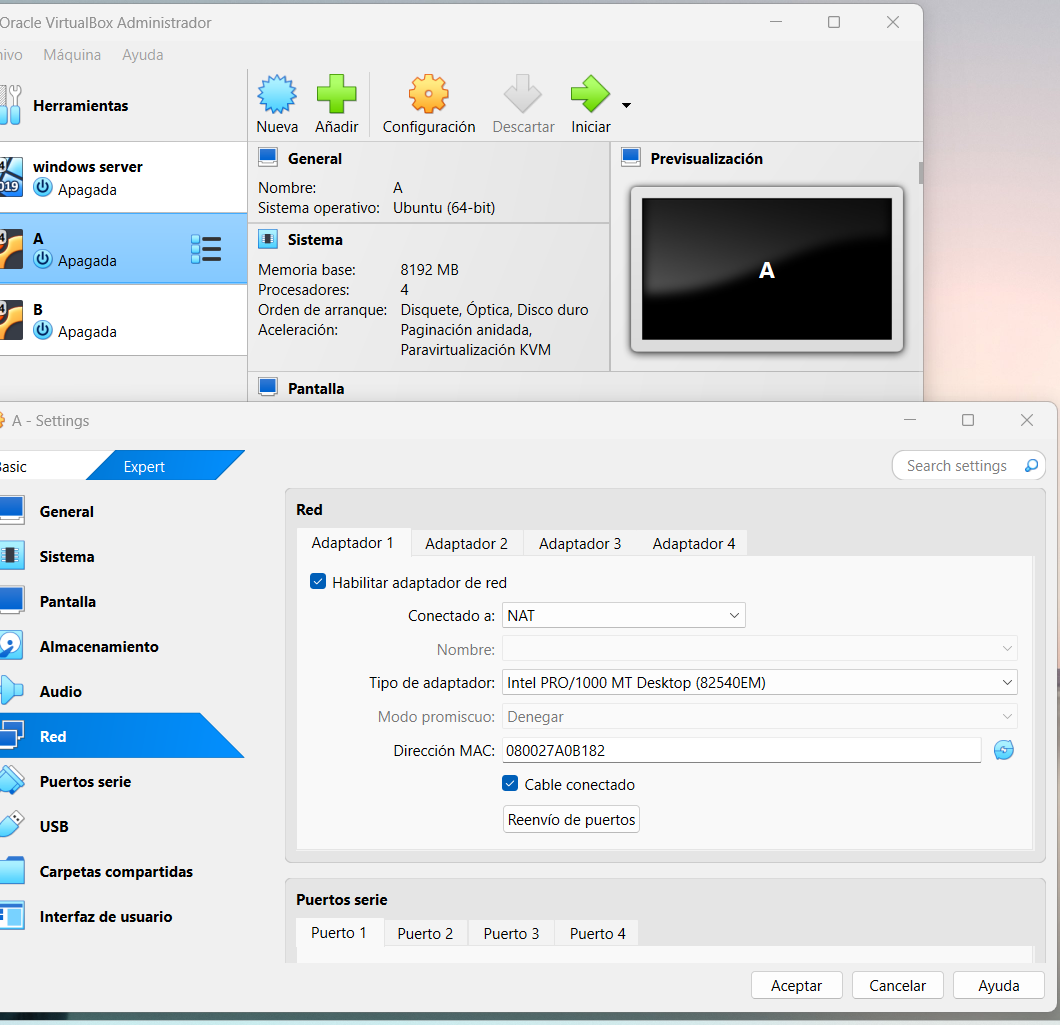 Oracle VirtualBox Administrador
ivo Máquina Ayuda
Herramientas
Nueva Añadir Configuración Descartar Iniciar
windows server
Apagada
2019
A
Apagada
B
Apagada
General
Nombre: A
Sistema operativo: Ubuntu (64-bit)
Sistema
Memoria base: 8192 MB
Procesadores: 4
Orden de arranque: Disquete, Óptica, Disco duro
Aceleración: Paginación anidada,
Paravirtualización KVM
Pantalla
Previsualización
A
A - Settings
Basic Expert
Search settings
General
Sistema
Pantalla
Almacenamiento
Audio
Red
Puertos serie
USB
Carpetas compartidas
Interfaz de usuario
Red
Adaptador 1 Adaptador 2 Adaptador 3 Adaptador 4
Habilitar adaptador de red
Conectado a: NAT
Nombre:
Tipo de adaptador: Intel PRO/1000 MT Desktop (82540EM)
Modo promiscuo: Denegar
Dirección MAC: 080027A0B182
Cable conectado
Reenvío de puertos
Puertos serie
Puerto 1 Puerto 2 Puerto 3 Puerto 4
Aceptar Cancelar Ayuda